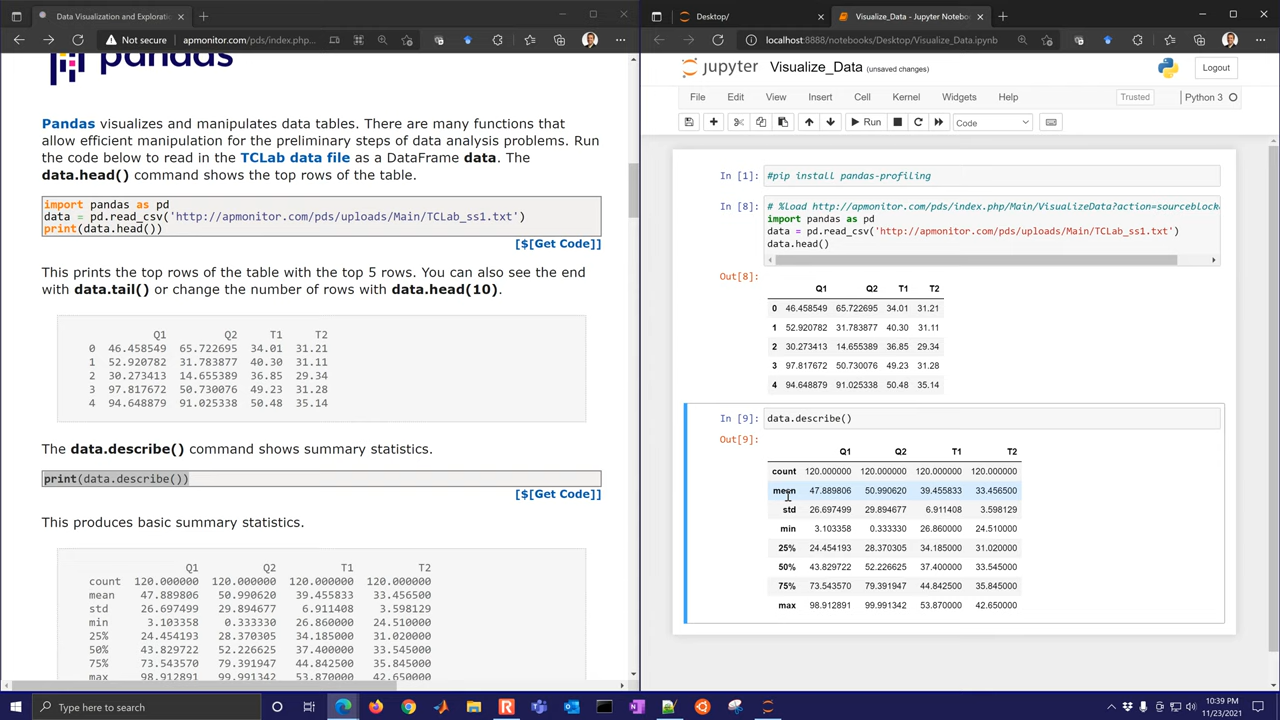 Data Visualization and Exploratio
Not secure
apmonitor.com/pds/index.php...
pandas
Pandas visualizes and manipulates data tables. There are many functions that
allow efficient manipulation for the preliminary steps of data analysis problems. Run
the code below to read in the TCLab data file as a DataFrame data. The
data.head() command shows the top rows of the table.
import pandas as pd
data = pd.read_csv('http://apmonitor.com/pds/uploads/Main/TCLab_ss1.txt')
print(data.head())
[$[Get Code]]
This prints the top rows of the table with the top 5 rows. You can also see the end
with data.tail() or change the number of rows with data.head(10).
Q1 Q2 T1 T2
0 46.458549 65.722695 34.01 31.21
1 52.920782 31.783877 40.30 31.11
2 30.273413 14.655389 36.85 29.34
3 97.817672 50.730076 49.23 31.28
4 94.648879 91.025338 50.48 35.14
The data.describe() command shows summary statistics.
print(data.describe())
[$[Get Code]]
This produces basic summary statistics.
Q1 Q2 T1 T2
count 120.000000 120.000000 120.000000 120.000000
mean 47.889806 50.990620 39.455833 33.456500
std 26.697499 29.894677 6.911408 3.598129
min 3.103358 0.333330 26.860000 24.510000
25% 24.454193 28.370305 34.185000 31.020000
50% 43.829722 52.226625 37.400000 33.545000
75% 73.543570 79.391947 44.842500 35.845000
max 98.912891 99.991342 53.870000 42.650000
Desktop/
Visualize_Data - Jupyter Notebo
localhost:8888/notebooks/Desktop/Visualize_Data.ipynb
jupyter Visualize_Data (unsaved changes)
Logout
File Edit View Insert Cell Kernel Widgets Help
Trusted
Python 3
Run
Code
In [1]: #pip install pandas-profiling
In [8]: # %load http://apmonitor.com/pds/index.php/Main/VisualizeData?action=sourceblock
import pandas as pd
data = pd.read_csv('http://apmonitor.com/pds/uploads/Main/TCLab_ss1.txt')
data.head()
Out[8]:
Q1 Q2 T1 T2
0 46.458549 65.722695 34.01 31.21
1 52.920782 31.783877 40.30 31.11
2 30.273413 14.655389 36.85 29.34
3 97.817672 50.730076 49.23 31.28
4 94.648879 91.025338 50.48 35.14
In [9]: data.describe()
Out[9]:
Q1 Q2 T1 T2
count 120.000000 120.000000 120.000000 120.000000
mean 47.889806 50.990620 39.455833 33.456500
std 26.697499 29.894677 6.911408 3.598129
min 3.103358 0.333330 26.860000 24.510000
25% 24.454193 28.370305 34.185000 31.020000
50% 43.829722 52.226625 37.400000 33.545000
75% 73.543570 79.391947 44.842500 35.845000
max 98.912891 99.991342 53.870000 42.650000
Type here to search
10:39 PM
11/23/2021